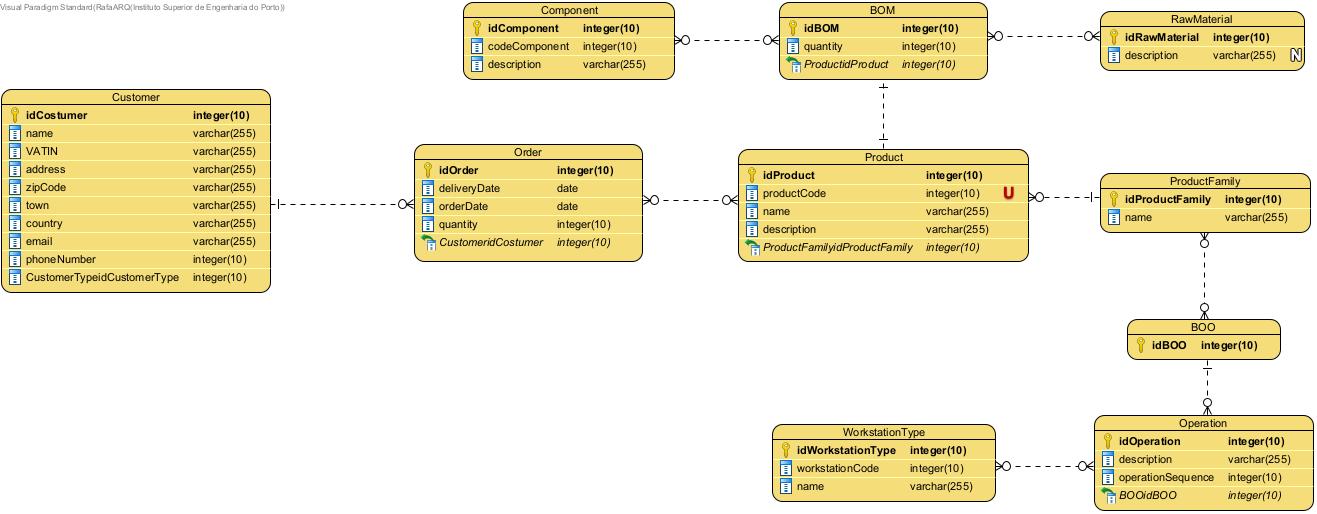 Visual Paradigm Standard(RafaARQ(Instituto Superior de Engenharia do Porto))
Component
idComponent integer(10)
codeComponent integer(10)
description varchar(255)
BOM
idBOM integer(10)
quantity integer(10)
ProductidProduct integer(10)
RawMaterial
idRawMaterial integer(10)
description varchar(255) N
Customer
idCostumer integer(10)
name varchar(255)
VATIN varchar(255)
address varchar(255)
zipCode varchar(255)
town varchar(255)
country varchar(255)
email varchar(255)
phoneNumber integer(10)
CustomerTypeidCustomerType integer(10)
Order
idOrder integer(10)
deliveryDate date
orderDate date
quantity integer(10)
CustomeridCostumer integer(10)
Product
idProduct integer(10)
productCode integer(10) U
name varchar(255)
description varchar(255)
ProductFamilyidProductFamily integer(10)
ProductFamily
idProductFamily integer(10)
name varchar(255)
BOO
idBOO integer(10)
WorkstationType
idWorkstationType integer(10)
workstationCode integer(10)
name varchar(255)
Operation
idOperation integer(10)
description varchar(255)
operationSequence integer(10)
BOOidBOO integer(10)